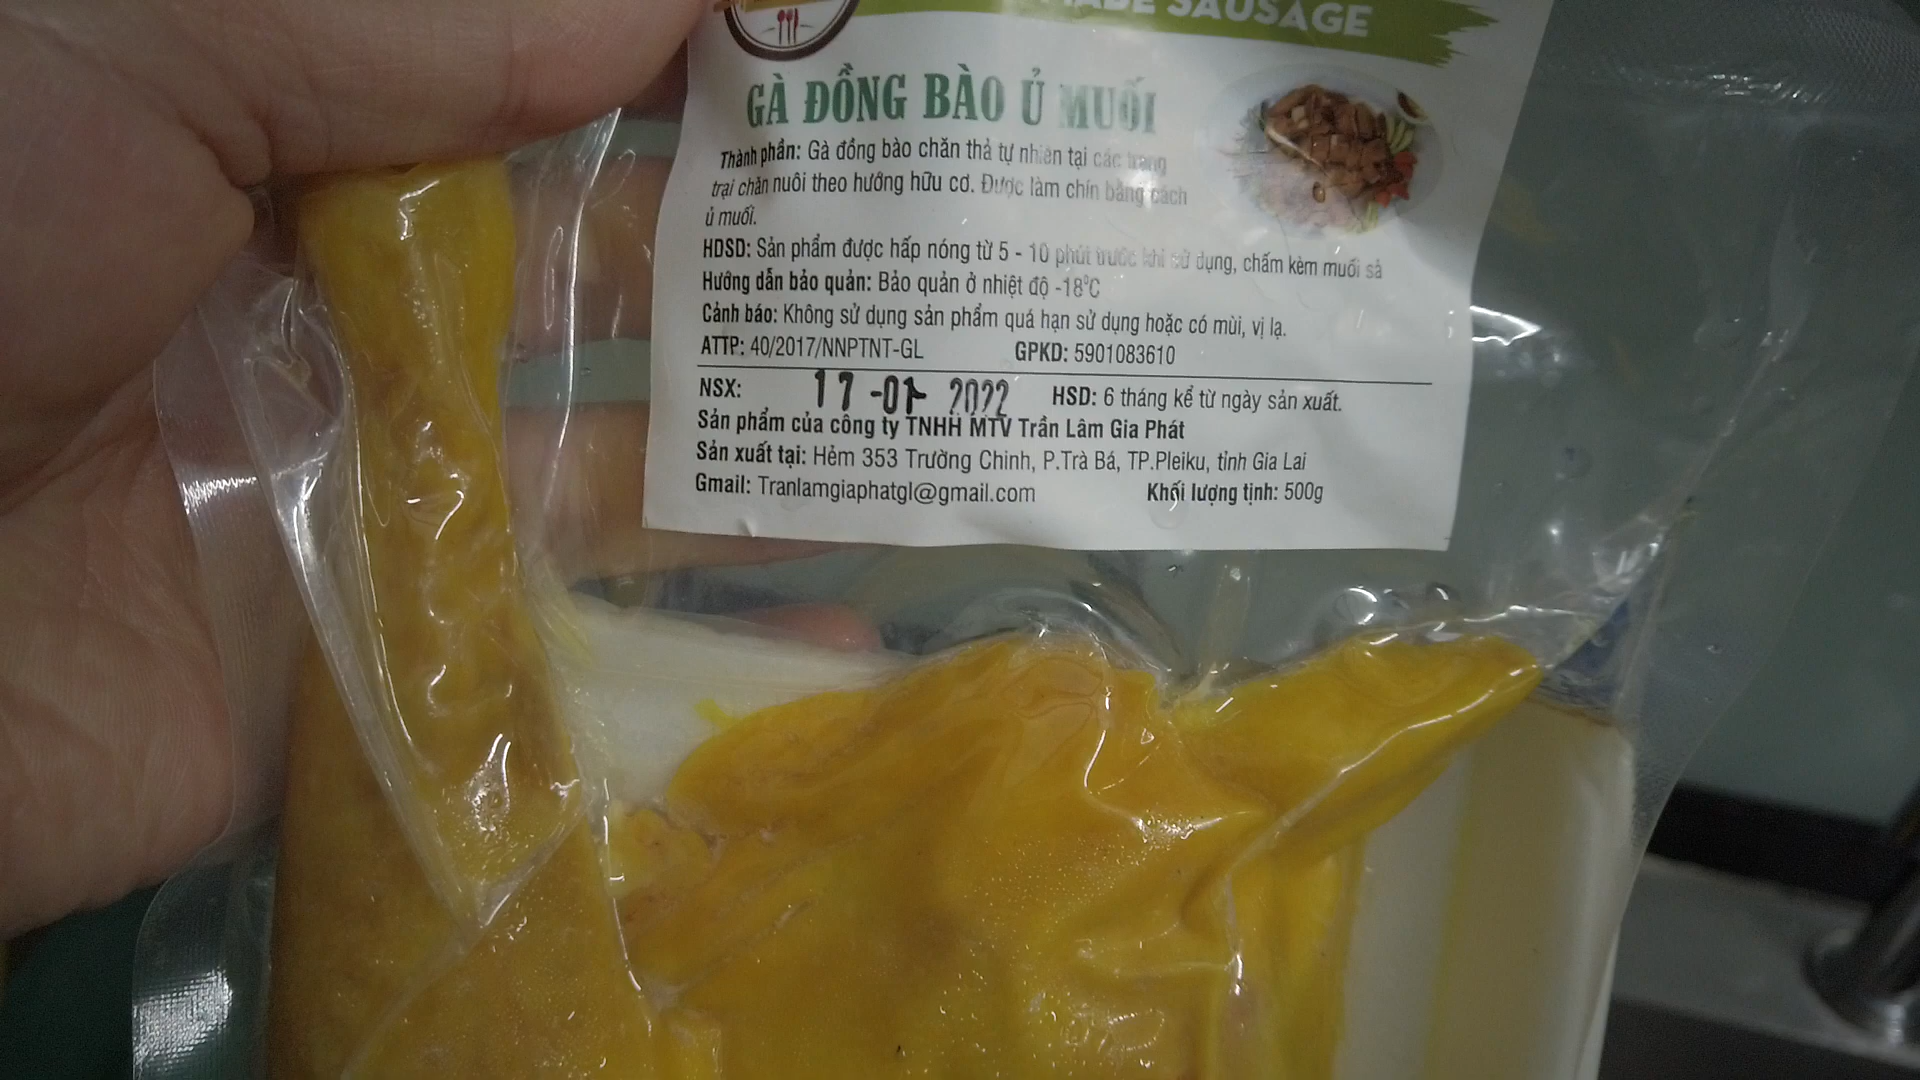 MADE SAUSAGE
GÀ ĐỒNG BÀO Ủ MUỐI
Thành phần: Gà đồng bào chăn thả tự nhiên tại các trang
trại chăn nuôi theo hướng hữu cơ. Được làm chín bằng cách
ủ muối.
HDSD: Sản phẩm được hấp nóng từ 5 - 10 phút trước khi sử dụng, chấm kèm muối sả
Hướng dẫn bảo quản: Bảo quản ở nhiệt độ -18⁰C
Cảnh báo: Không sử dụng sản phẩm quá hạn sử dụng hoặc có mùi, vị lạ.
ATTP: 40/2017/NNPTNT-GL GPKD: 5901083610
NSX: 17 -01- 2022 HSD: 6 tháng kể từ ngày sản xuất.
Sản phẩm của công ty TNHH MTV Trần Lâm Gia Phát
Sản xuất tại: Hẻm 353 Trường Chinh, P.Trà Bá, TP.Pleiku, tỉnh Gia Lai
Gmail: Tranlamgiaphatgl@gmail.com Khối lượng tịnh: 500g